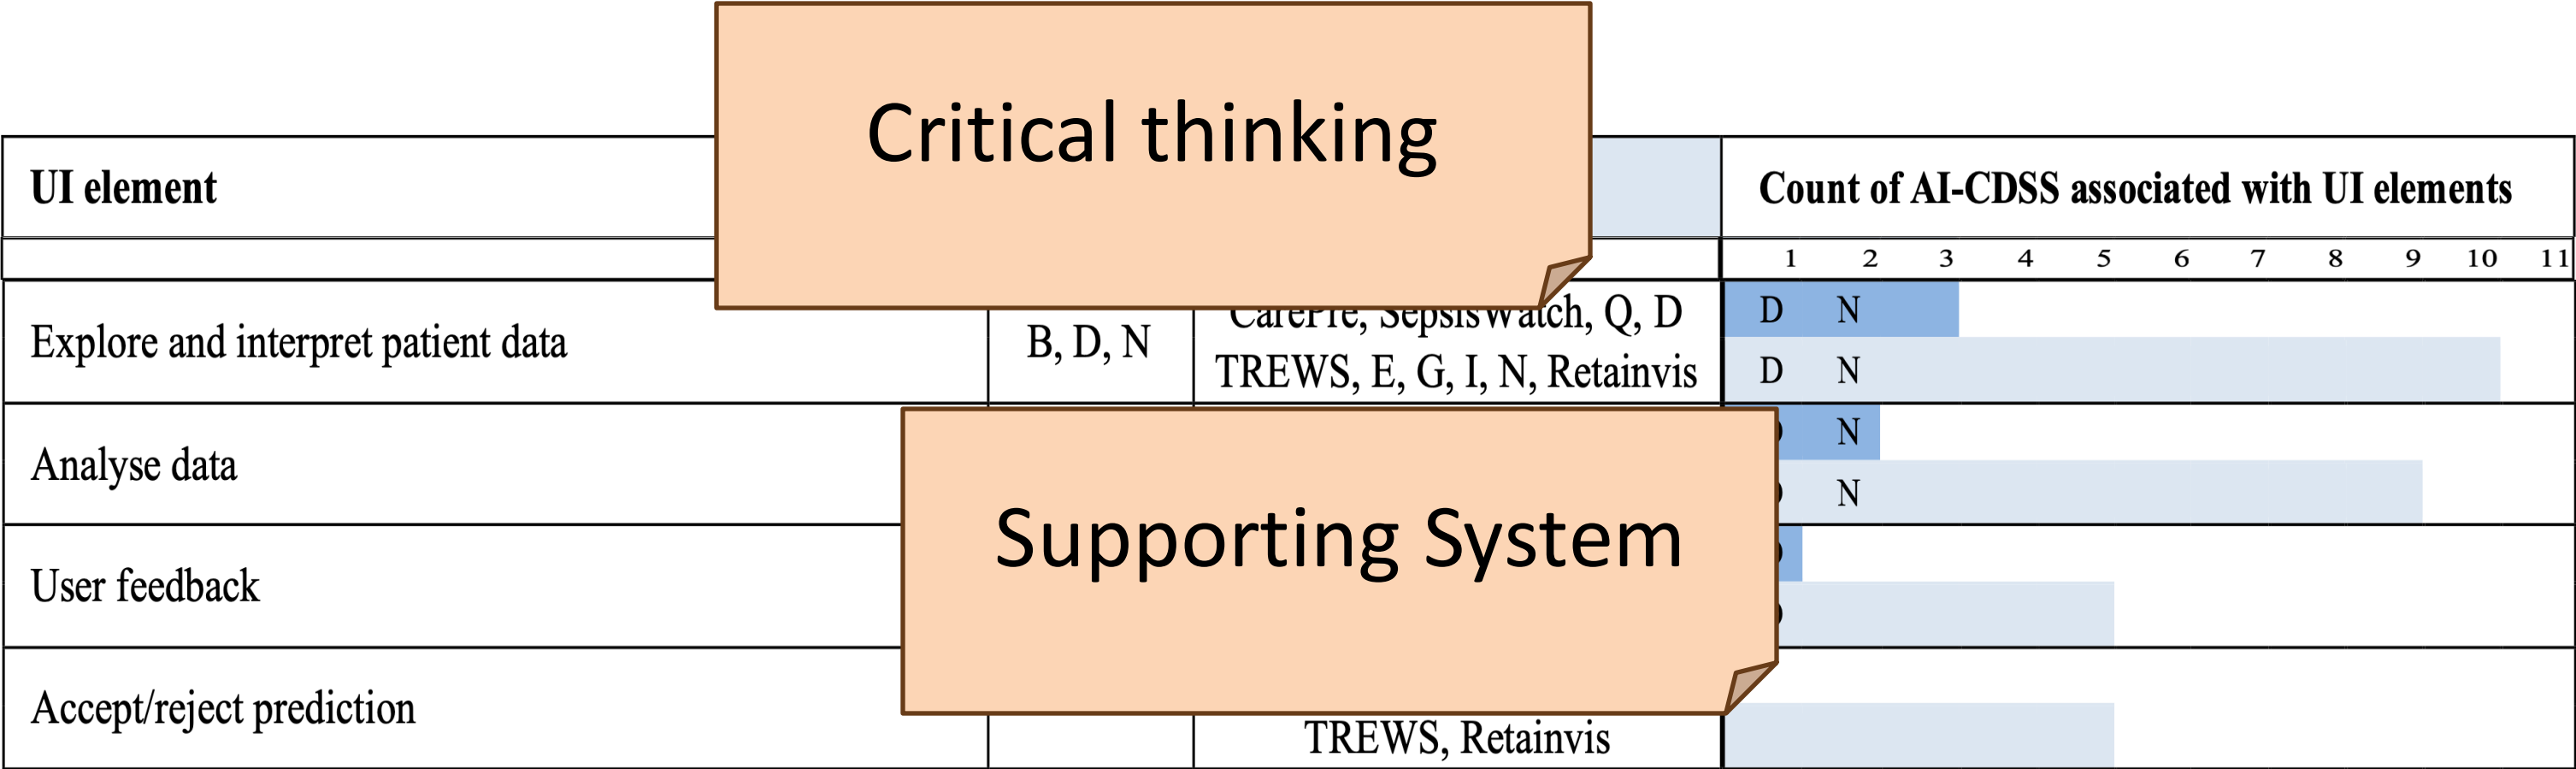 Critical thinking
UI element
Count of AI-CDSS associated with UI elements
1 2 3 4 5 6 7 8 9 10 11
Explore and interpret patient data
B, D, N
CarePre, SepsisWatch, Q, D
TREWS, E, G, I, N, Retainvis
D N
D N
Supporting System
Analyse data
N
N
User feedback
Accept/reject prediction
TREWS, Retainvis